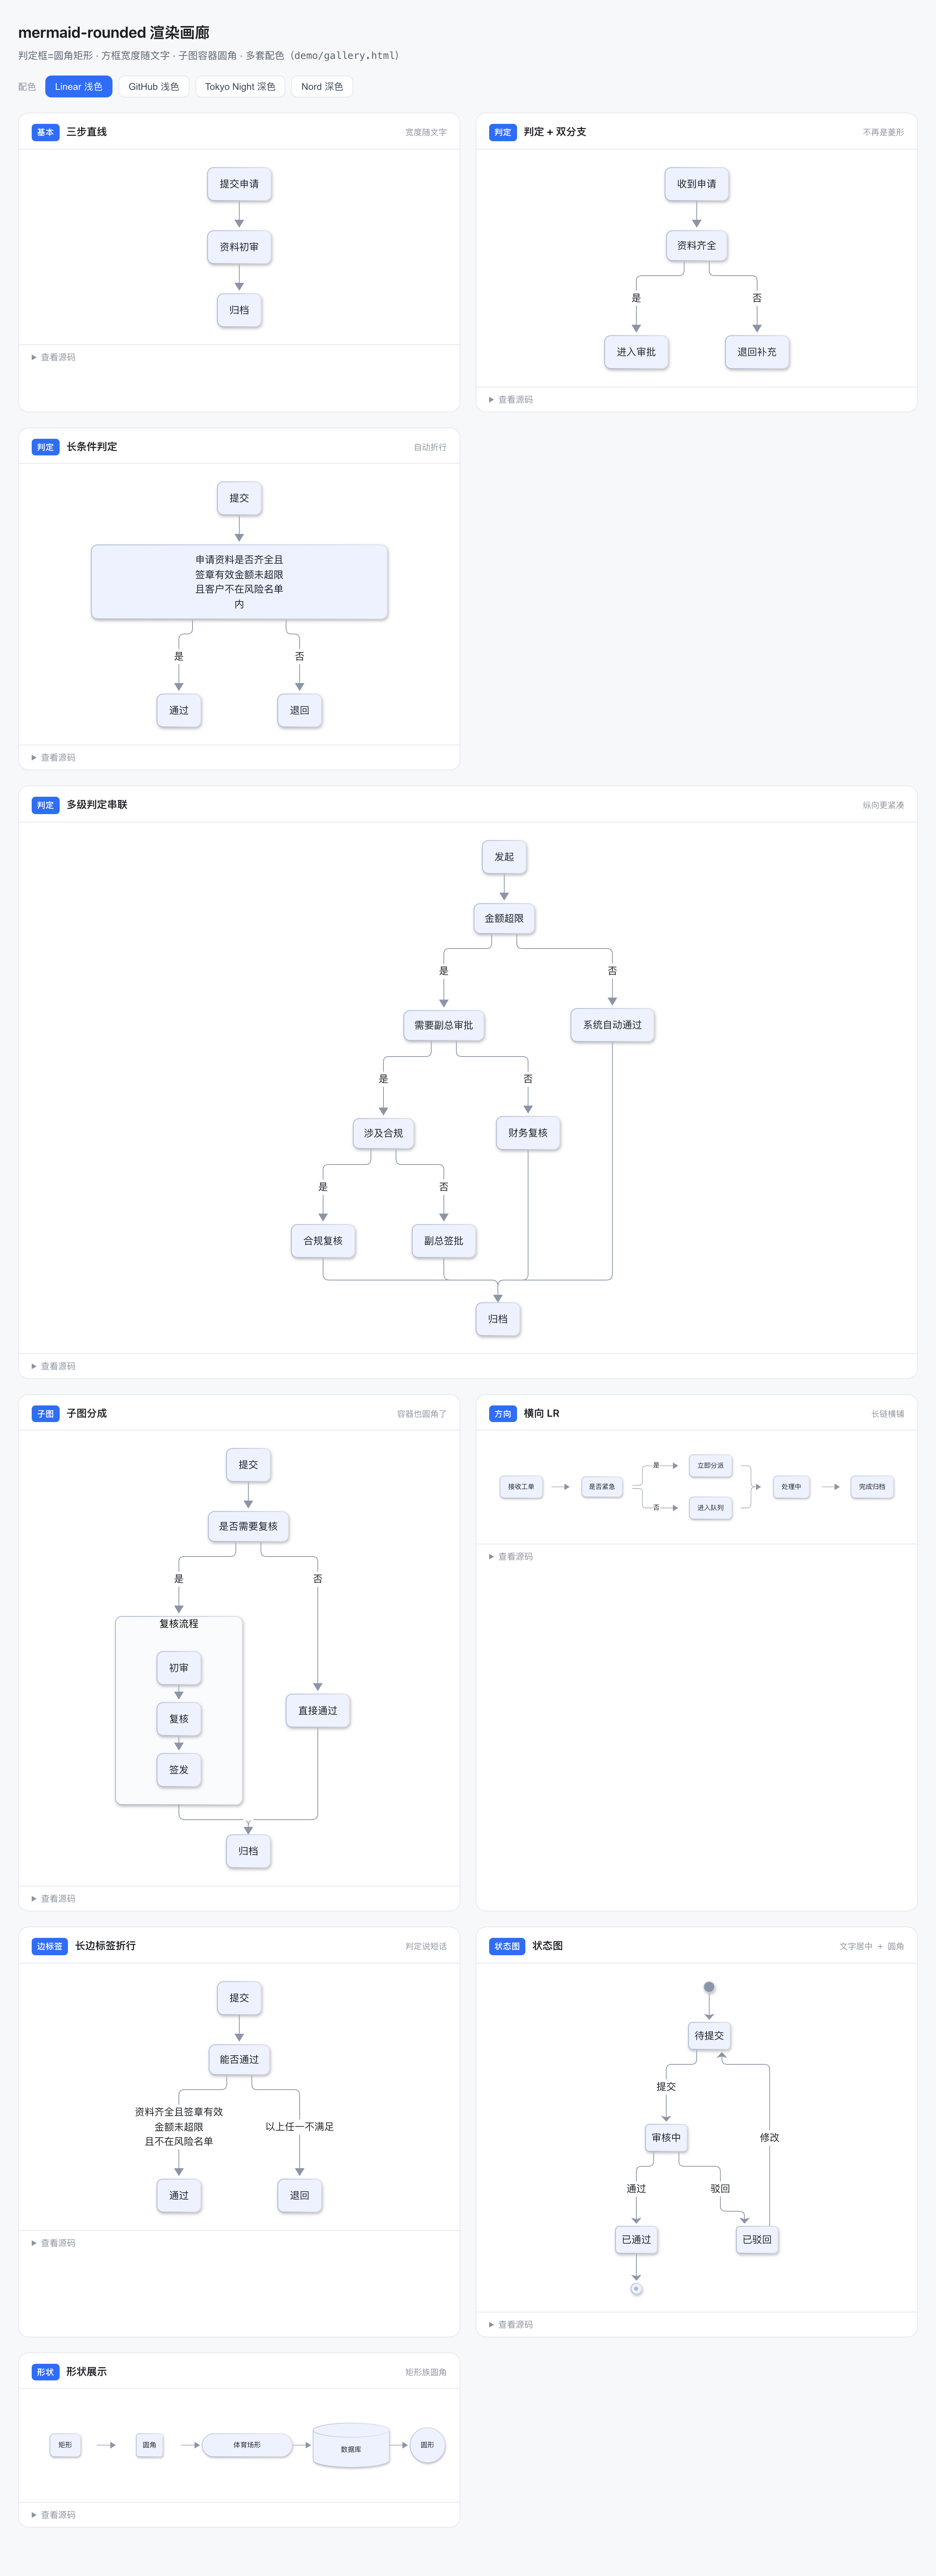 mermaid-rounded 渲染画廊
判定框=圆角矩形 · 方框宽度随文字 · 子图容器圆角 · 多套配色（demo/gallery.html）
配色 Linear 浅色 GitHub 浅色 Tokyo Night 深色 Nord 深色
基本 三步直线 宽度随文字
提交申请
资料初审
归档
查看源码
判定 判定 + 双分支 不再是菱形
收到申请
资料齐全
是 否
进入审批 退回补充
查看源码
判定 长条件判定 自动折行
提交
申请资料是否齐全且
签章有效金额未超限
且客户不在风险名单
内
是 否
通过 退回
查看源码
判定 多级判定串联 纵向更紧凑
发起
金额超限
是 否
需要副总审批 系统自动通过
是 否
涉及合规 财务复核
是 否
合规复核 副总签批
归档
查看源码
子图 子图分成 容器也圆角了
提交
是否需要复核
是 否
复核流程
初审
复核
直接通过
签发
归档
查看源码
方向 横向 LR 长链横铺
接收工单 是否紧急 是 立即分派 处理中 完成归档
否 进入队列
查看源码
边标签 长边标签折行 判定说短话
提交
能否通过
资料齐全且签章有效
金额未超限
且不在风险名单
以上任一不满足
通过 退回
查看源码
状态图 状态图 文字居中 + 圆角
待提交
提交
审核中
修改
通过 驳回
已通过 已驳回
查看源码
形状 形状展示 矩形族圆角
矩形 圆角 体育场形 数据库 圆形
查看源码